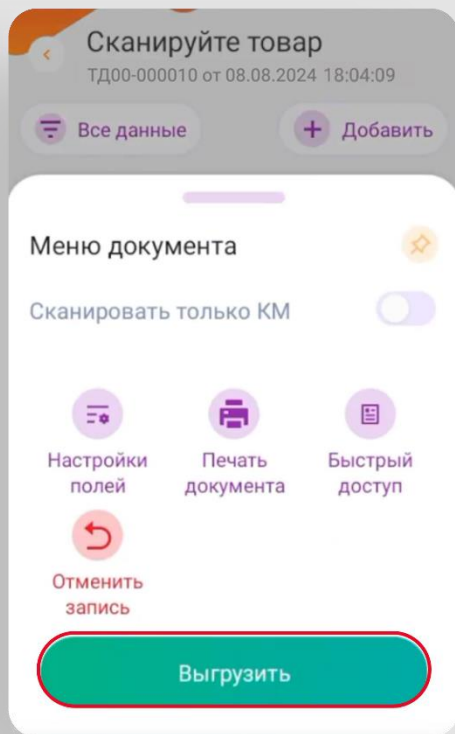 Сканируйте товар
ТД00-000010 от 08.08.2024 18:04:09
Все данные
Добавить
Меню документа
Сканировать только КМ
Настройки
полей
Печать
документа
Быстрый
доступ
Отменить
запись
Выгрузить